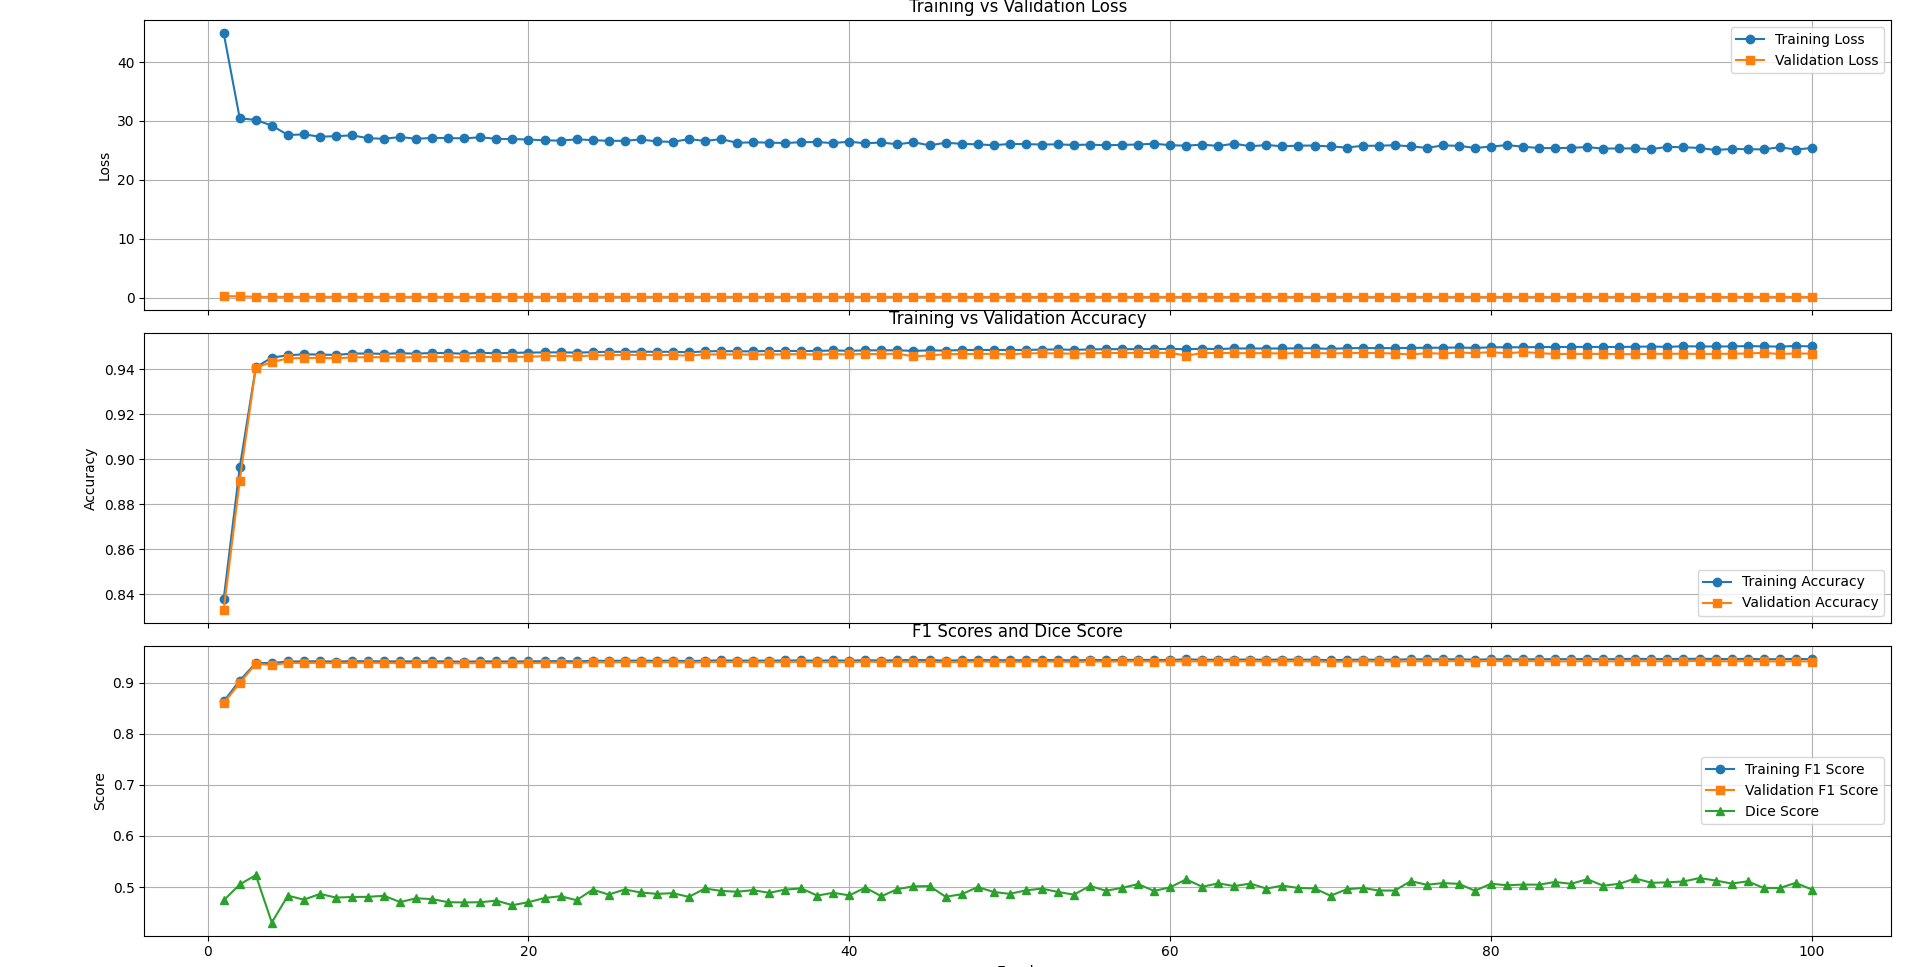 Training vs Validation Loss
40
30
20
10
0
Loss
Training Loss
Validation Loss
Training vs Validation Accuracy
0.94
0.92
0.90
0.88
0.86
0.84
Accuracy
Training Accuracy
Validation Accuracy
F1 Scores and Dice Score
0.9
0.8
0.7
0.6
0.5
Score
Training F1 Score
Validation F1 Score
Dice Score
0 20 40 60 80 100